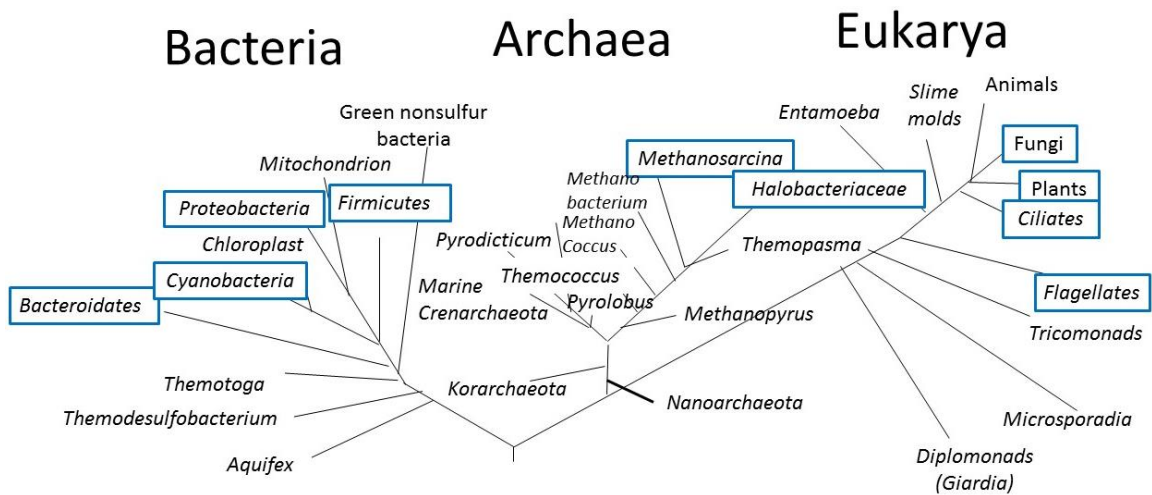 Bacteria
Archaea
Eukarya
Green nonsulfur
bacteria
Mitochondrion
Proteobacteria
Firmicutes
Chloroplast
Cyanobacteria
Bacteroidates
Themotoga
Themodesulfobacterium
Aquifex
Methanosarcina
Methano
bacterium
Halobacteriaceae
Methano
Coccus
Pyrodicticum
Themococcus
Themopasma
Marine
Crenarchaeota
Pyrolobus
Methanopyrus
Korarchaeota
Nanoarchaeota
Entamoeba
Slime
molds
Animals
Fungi
Plants
Ciliates
Flagellates
Tricomonads
Microsporadia
Diplomonads
(Giardia)